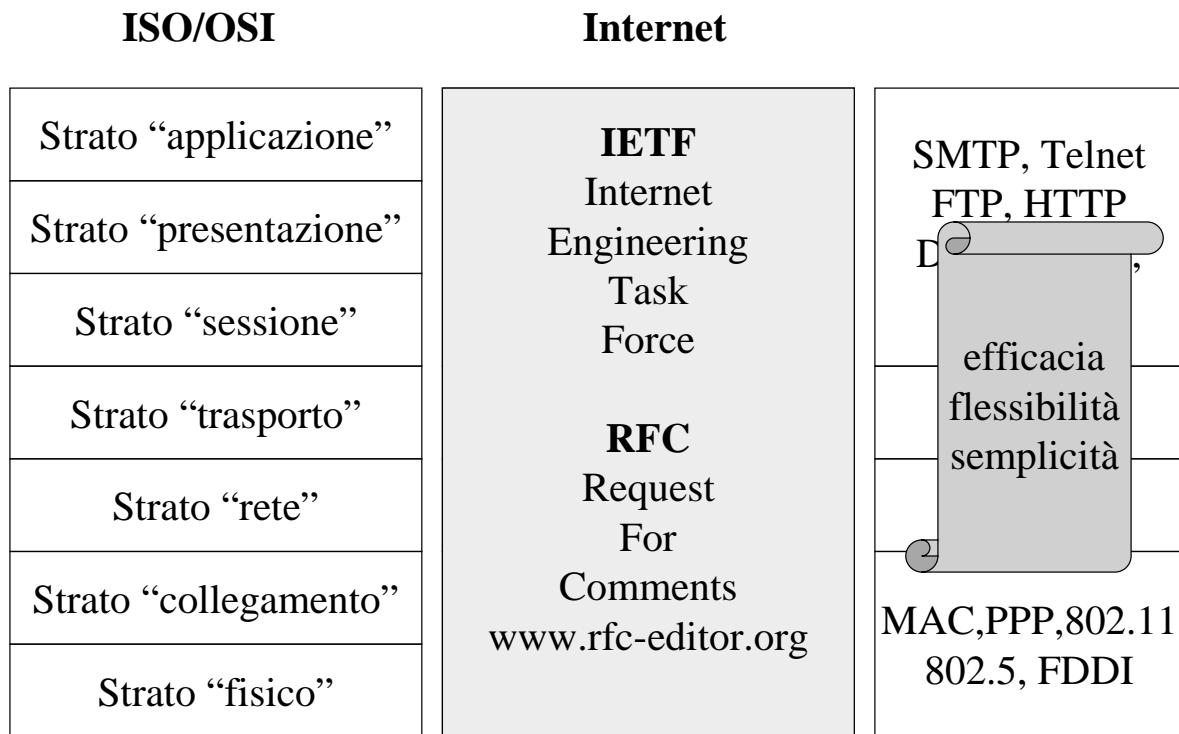 ISO/OSI
Internet
Strato “applicazione”
Strato “presentazione”
Strato “sessione”
Strato “trasporto”
Strato “rete”
Strato “collegamento”
Strato “fisico”
IETF
Internet
Engineering
Task
Force
RFC
Request
For
Comments
www.rfc-editor.org
SMTP, Telnet
FTP, HTTP
efficacia
flessibilità
semplicità
MAC,PPP,802.11
802.5, FDDI